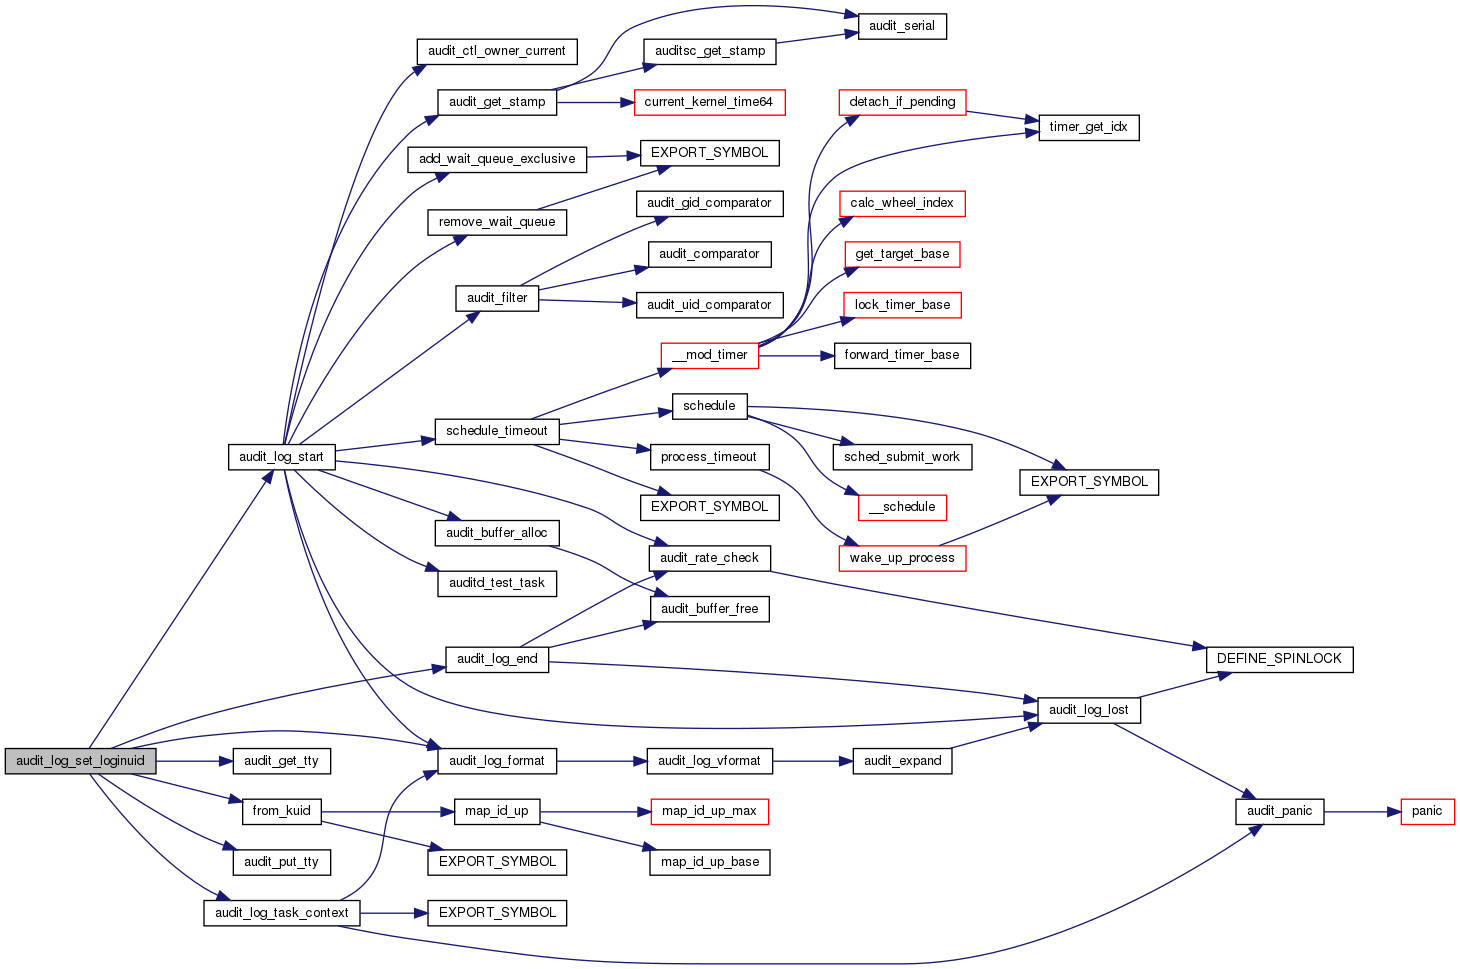 audit_serial
audit_ctl_owner_current
auditsc_get_stamp
audit_get_stamp
current_kernel_time64
detach_if_pending
timer_get_idx
add_wait_queue_exclusive
EXPORT_SYMBOL
audit_gid_comparator
calc_wheel_index
remove_wait_queue
audit_comparator
get_target_base
audit_filter
audit_uid_comparator
lock_timer_base
__mod_timer
forward_timer_base
schedule
schedule_timeout
audit_log_start
process_timeout
sched_submit_work
EXPORT_SYMBOL
EXPORT_SYMBOL
__schedule
audit_buffer_alloc
audit_rate_check
wake_up_process
auditd_test_task
audit_buffer_free
audit_log_end
DEFINE_SPINLOCK
audit_log_lost
audit_log_set_loginuid
audit_get_tty
audit_log_format
audit_log_vformat
audit_expand
from_kuid
map_id_up
map_id_up_max
audit_panic
panic
audit_put_tty
EXPORT_SYMBOL
map_id_up_base
audit_log_task_context
EXPORT_SYMBOL